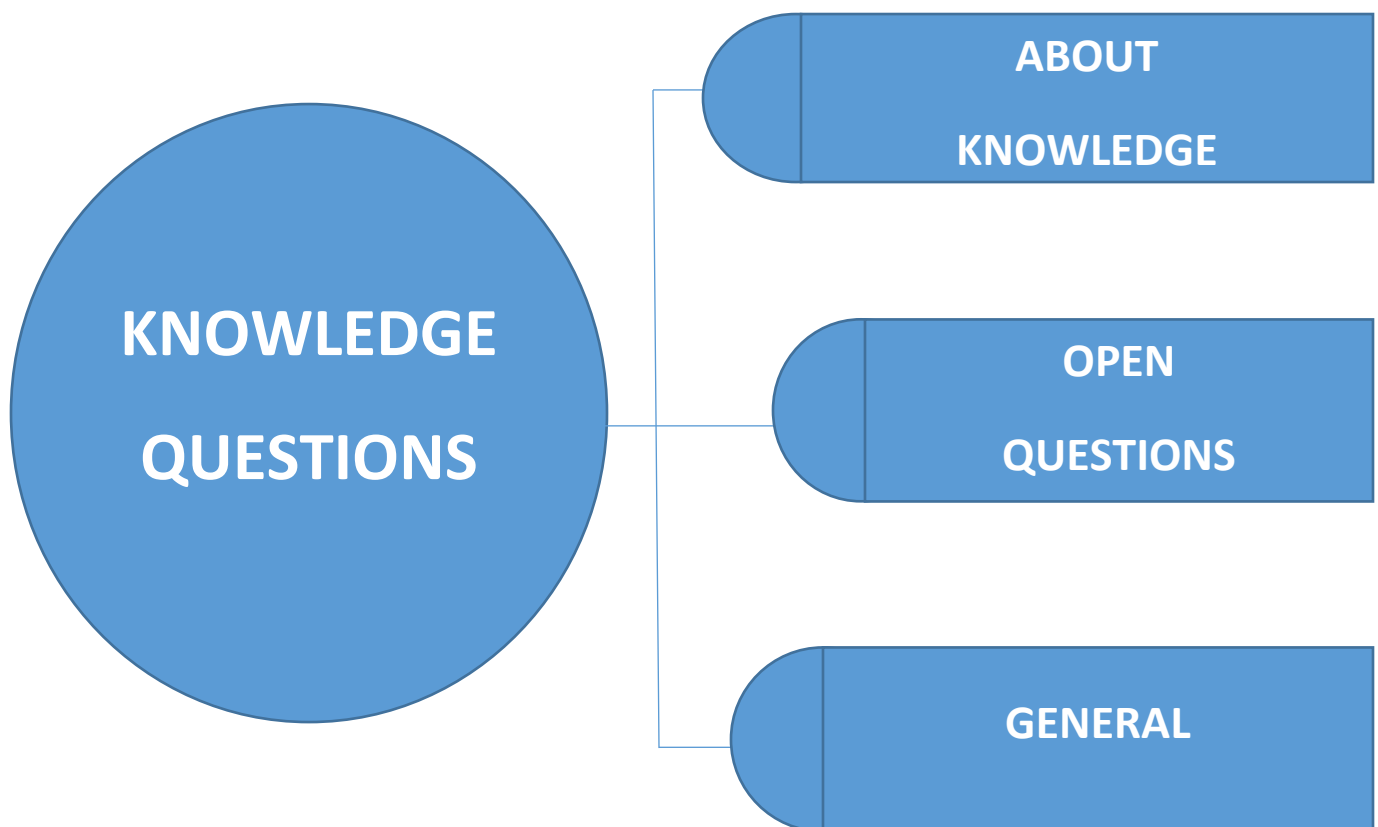 KNOWLEDGE
QUESTIONS
ABOUT
KNOWLEDGE
OPEN
QUESTIONS
GENERAL